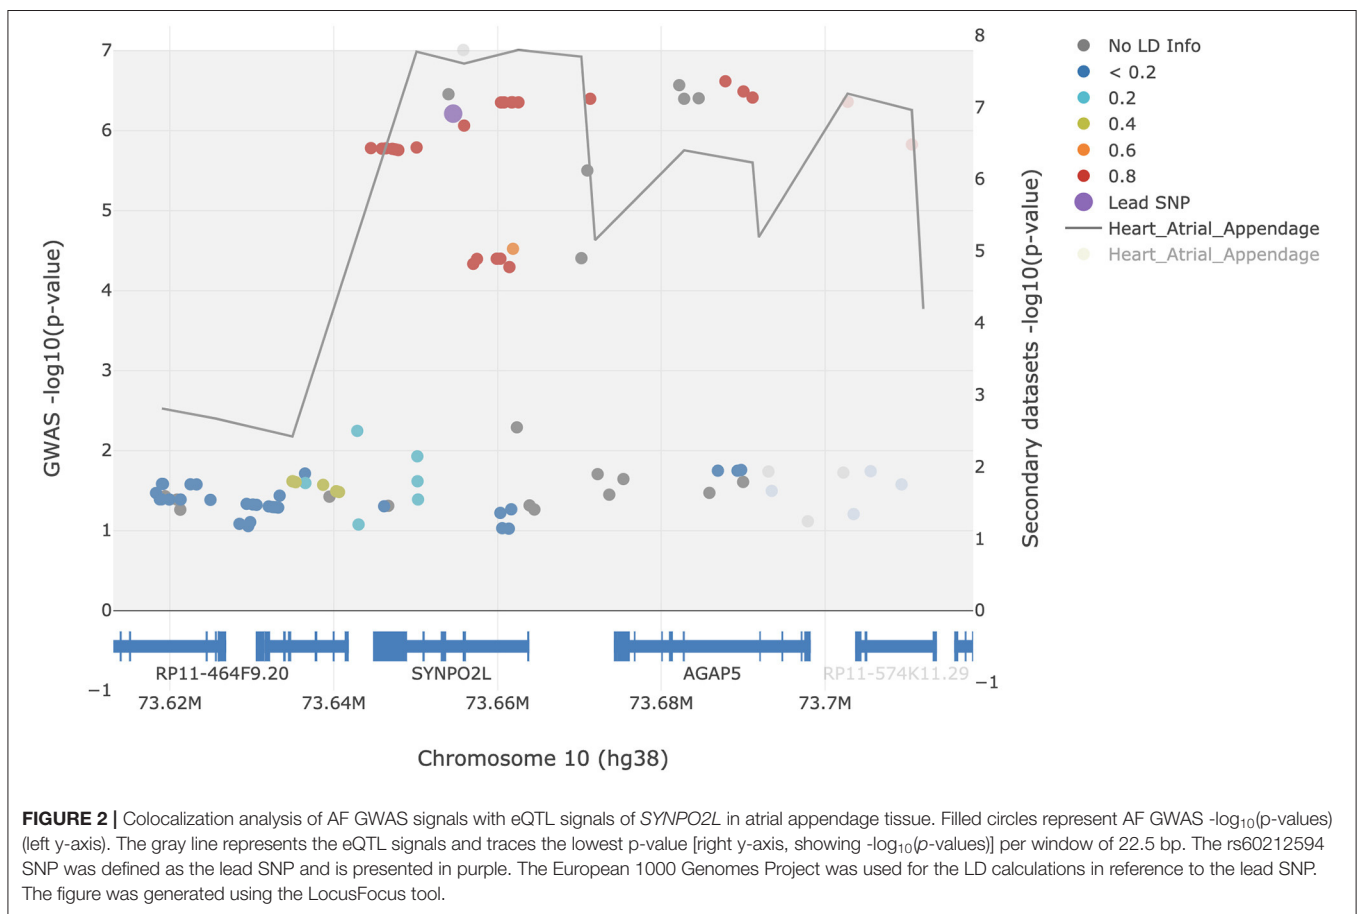 7
6
5
4
3
2
1
0
−1
GWAS -log10(p-value)
8
7
6
5
4
3
2
1
0
−1
Secondary datasets -log10(p-value)
No LD Info
< 0.2
0.2
0.4
0.6
0.8
Lead SNP
Heart_Atrial_Appendage
Heart_Atrial_Appendage
RP11-464F9.20 SYNPO2L AGAP5 RP11-574K11.29
73.62M 73.64M 73.66M 73.68M 73.7M
Chromosome 10 (hg38)
FIGURE 2 | Colocalization analysis of AF GWAS signals with eQTL signals of SYNPO2L in atrial appendage tissue. Filled circles represent AF GWAS -log10(p-values)
(left y-axis). The gray line represents the eQTL signals and traces the lowest p-value [right y-axis, showing -log10(p-values)] per window of 22.5 bp. The rs60212594
SNP was defined as the lead SNP and is presented in purple. The European 1000 Genomes Project was used for the LD calculations in reference to the lead SNP.
The figure was generated using the LocusFocus tool.